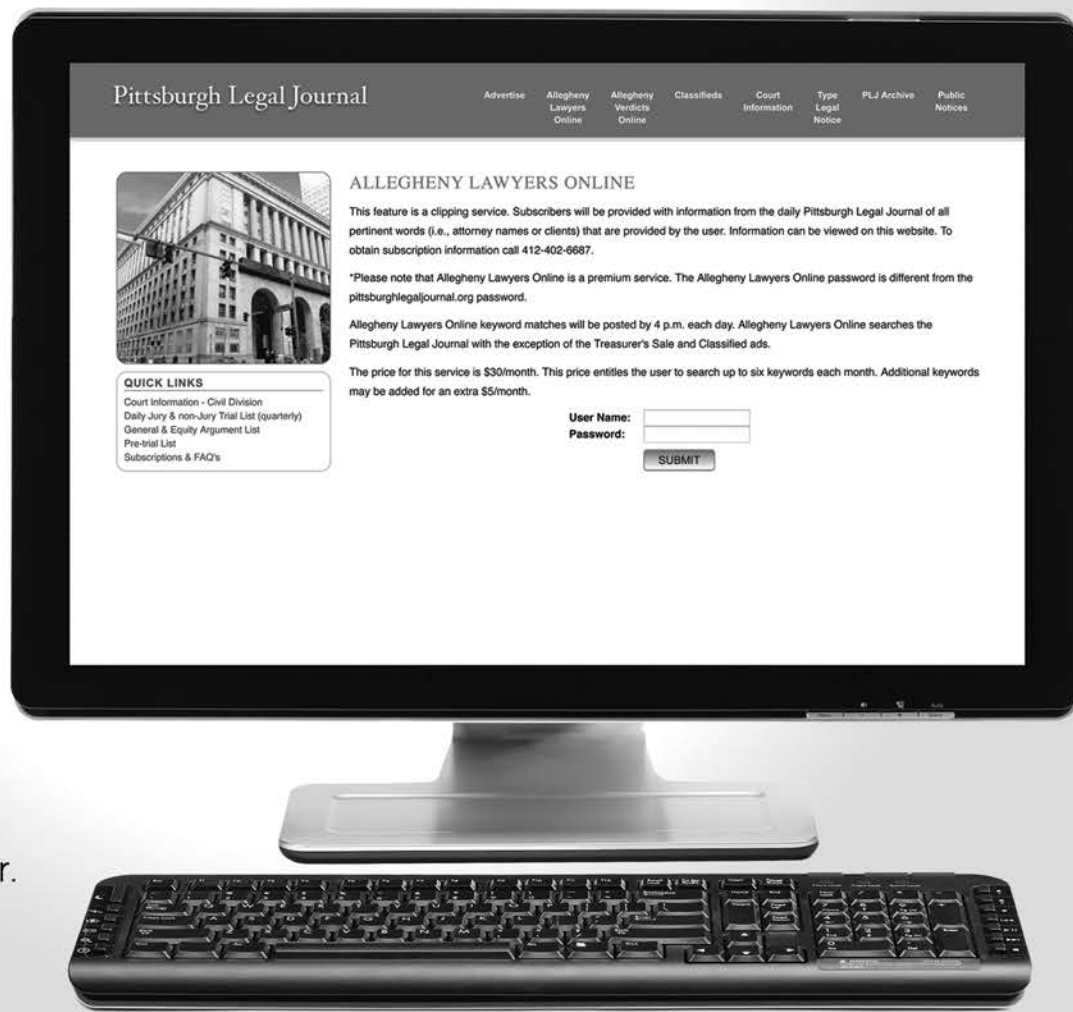 Pittsburgh Legal Journal
Advertise
Allegheny
Lawyers
Online
Allegheny
Verdicts
Online
Classifieds
Court
Information
Type
Legal
Notice
PLJ Archive
Public
Notices
ALLEGHENY LAWYERS ONLINE
This feature is a clipping service. Subscribers will be provided with information from the daily Pittsburgh Legal Journal of all
pertinent words (i.e., attorney names or clients) that are provided by the user. Information can be viewed on this website. To
obtain subscription information call 412-402-6687.
*Please note that Allegheny Lawyers Online is a premium service. The Allegheny Lawyers Online password is different from the
pittsburghlegaljournal.org password.
Allegheny Lawyers Online keyword matches will be posted by 4 p.m. each day. Allegheny Lawyers Online searches the
Pittsburgh Legal Journal with the exception of the Treasurer's Sale and Classified ads.
The price for this service is $30/month. This price entitles the user to search up to six keywords each month. Additional keywords
may be added for an extra $5/month.
User Name:
Password:
SUBMIT
QUICK LINKS
Court Information - Civil Division
Daily Jury & non-Jury Trial List (quarterly)
General & Equity Argument List
Pre-trial List
Subscriptions & FAQ's
r.